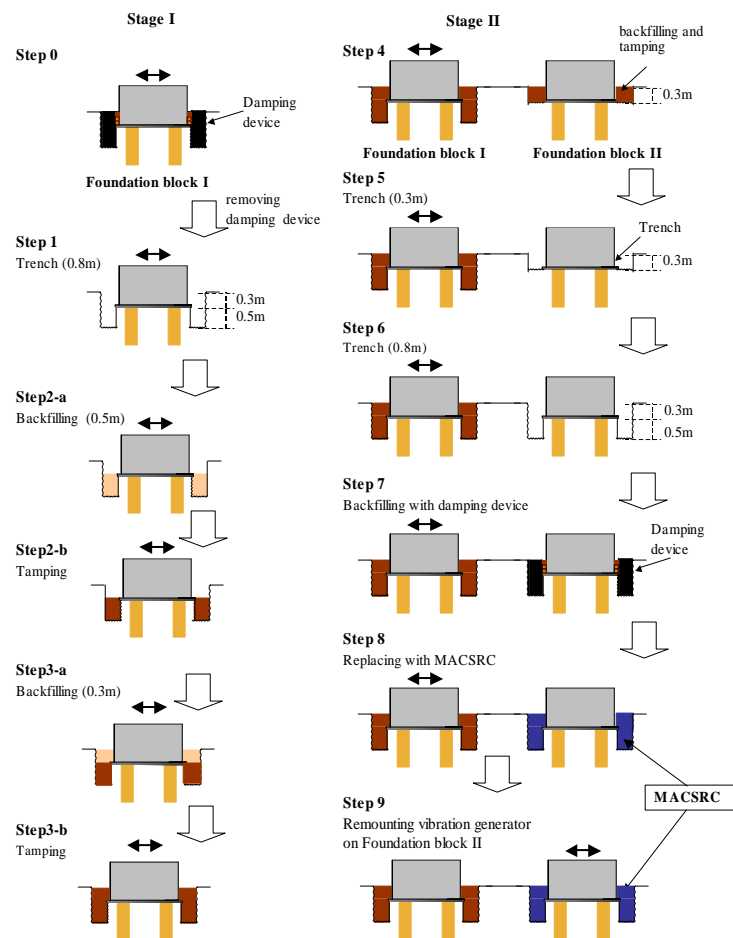 Stage I
Step 0
Damping
device
Foundation block I
removing
damping device
Step 1
Trench (0.8m)
0.3m
0.5m
Step2-a
Backfilling (0.5m)
Step2-b
Tamping
Step3-a
Backfilling (0.3m)
Step3-b
Tamping
Stage II
Step 4
backfilling and
tamping
0.3m
Foundation block I
Foundation block II
Step 5
Trench (0.3m)
Trench
0.3m
Step 6
Trench (0.8m)
0.3m
0.5m
Step 7
Backfilling with damping device
Damping
device
Step 8
Replacing with MACSRC
MACSRC
Step 9
Remounting vibration generator
on Foundation block II